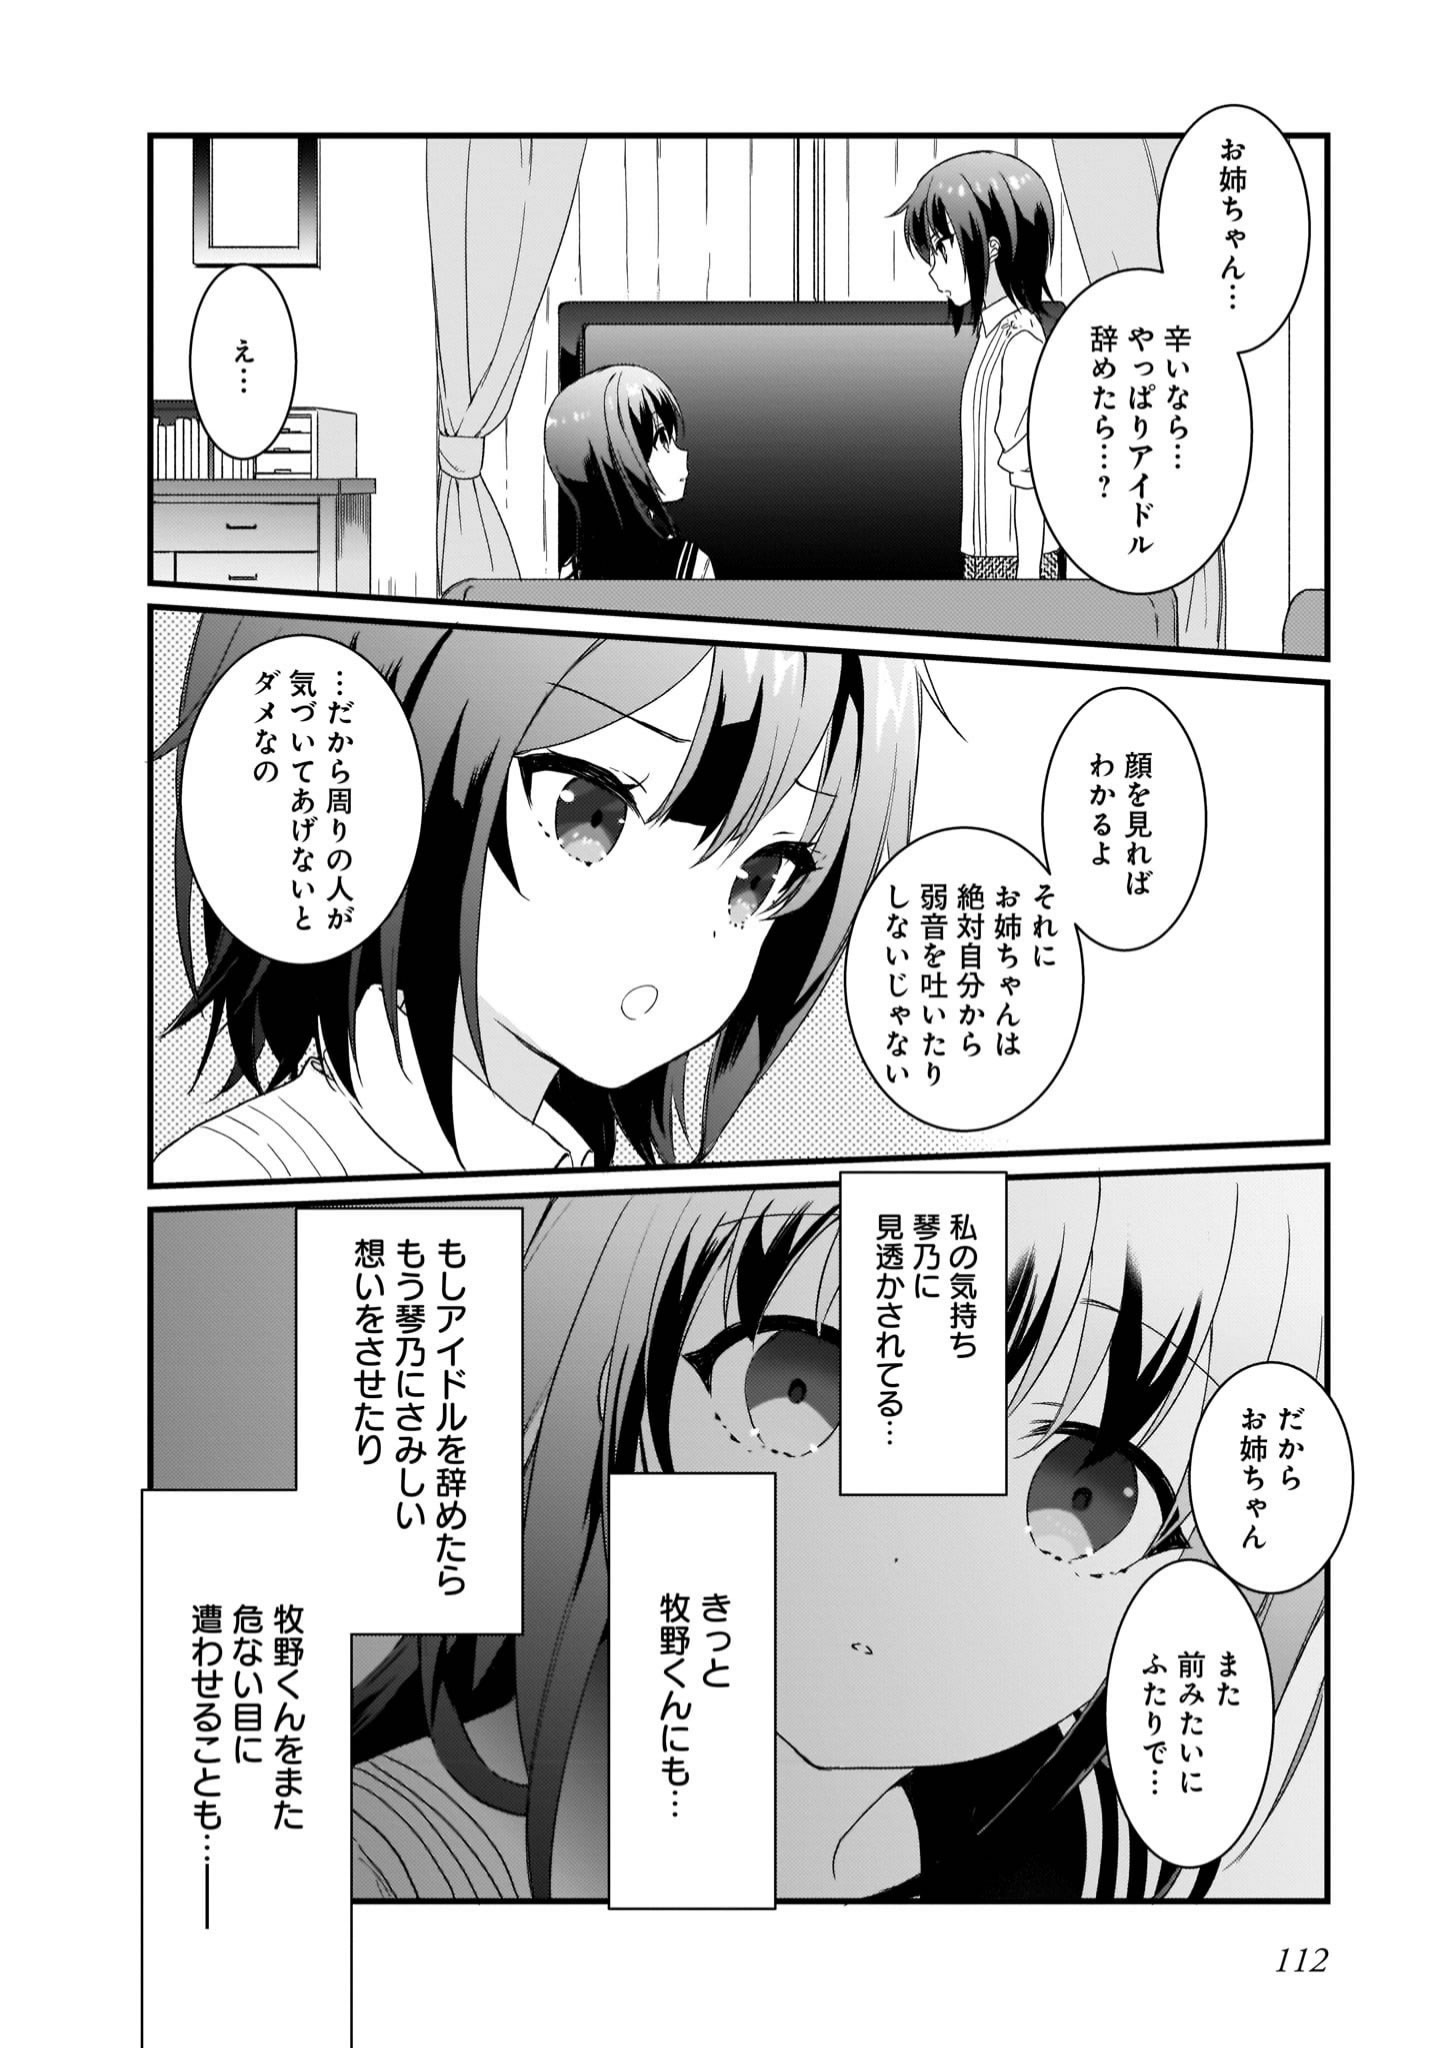 お姉ちゃん…
辛いなら…
やっぱりアイドル
辞めたら…？
え…
顔を見れば
わかるよ
それに
お姉ちゃんは
絶対自分から
弱音を吐いたり
しないじゃない
…だから周りの人が
気づいてあげないと
ダメなの
だから
お姉ちゃん
また
前みたいに
ふたりで…
私の気持ち
琴乃に
見透かされてる…
きっと
牧野くんにも…
もしアイドルを辞めたら
もう琴乃にさみしい
想いをさせたり
牧野くんをまた
危ない目に
遭わせることも…――
112